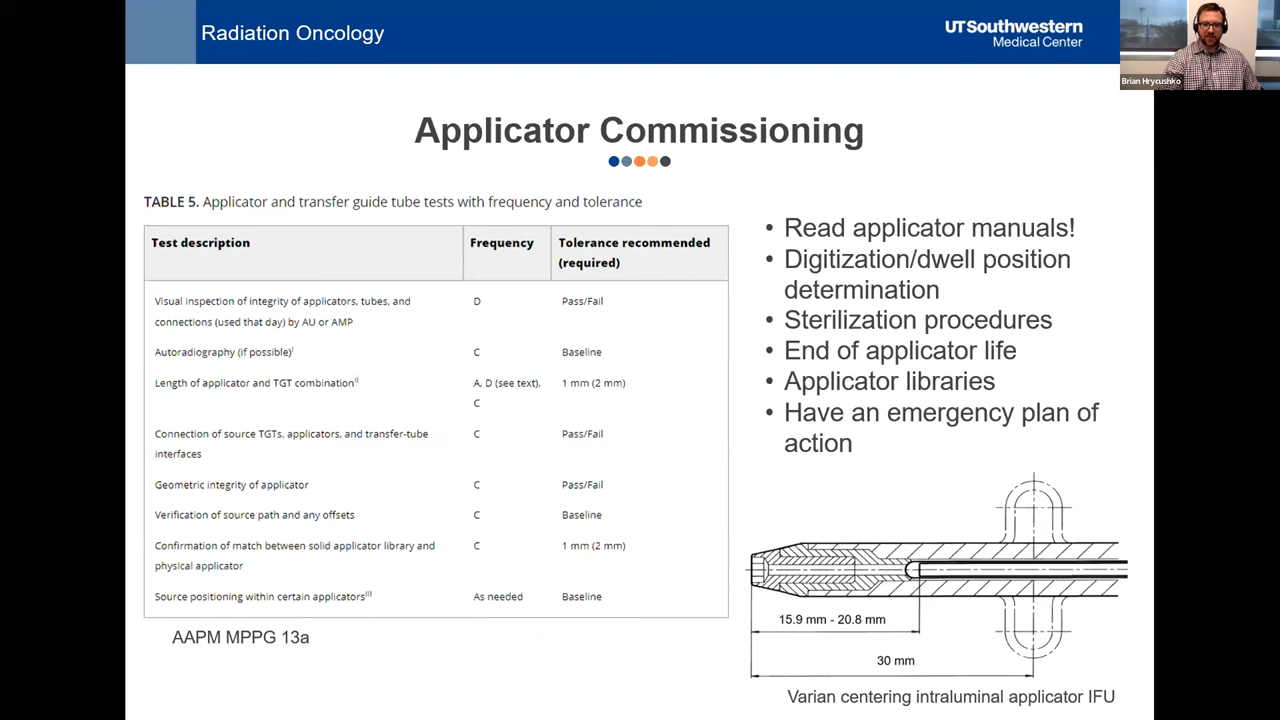 Radiation Oncology
UTSouthwestern
Medical Center
Brian Hrycushko
Applicator Commissioning
TABLE 5. Applicator and transfer guide tube tests with frequency and tolerance
Test description
Frequency
Tolerance recommended
(required)
Visual inspection of integrity of applicators, tubes, and
connections (used that day) by AU or AMP
D
Pass/Fail
Autoradiography (if possible)i
C
Baseline
Length of applicator and TGT combinationii
A, D (see text),
C
1 mm (2 mm)
Connection of source TGTs, applicators, and transfer-tube
interfaces
C
Pass/Fail
Geometric integrity of applicator
C
Pass/Fail
Verification of source path and any offsets
C
Baseline
Confirmation of match between solid applicator library and
physical applicator
C
1 mm (2 mm)
Source positioning within certain applicatorsiii
As needed
Baseline
AAPM MPPG 13a
• Read applicator manuals!
• Digitization/dwell position
determination
• Sterilization procedures
• End of applicator life
• Applicator libraries
• Have an emergency plan of
action
15.9 mm - 20.8 mm
30 mm
Varian centering intraluminal applicator IFU